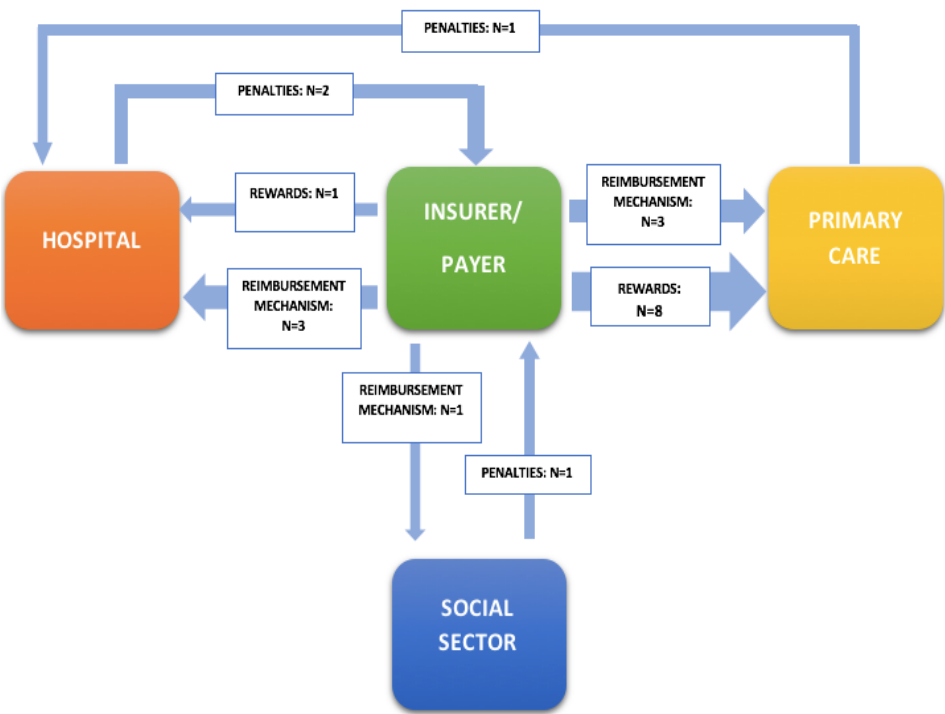 PENALTIES: N=1
PENALTIES: N=2
HOSPITAL
REWARDS: N=1
REIMBURSEMENT
MECHANISM:
N=3
INSURER/
PAYER
REIMBURSEMENT
MECHANISM:
N=3
REWARDS:
N=8
PRIMARY
CARE
REIMBURSEMENT
MECHANISM: N=1
PENALTIES: N=1
SOCIAL
SECTOR